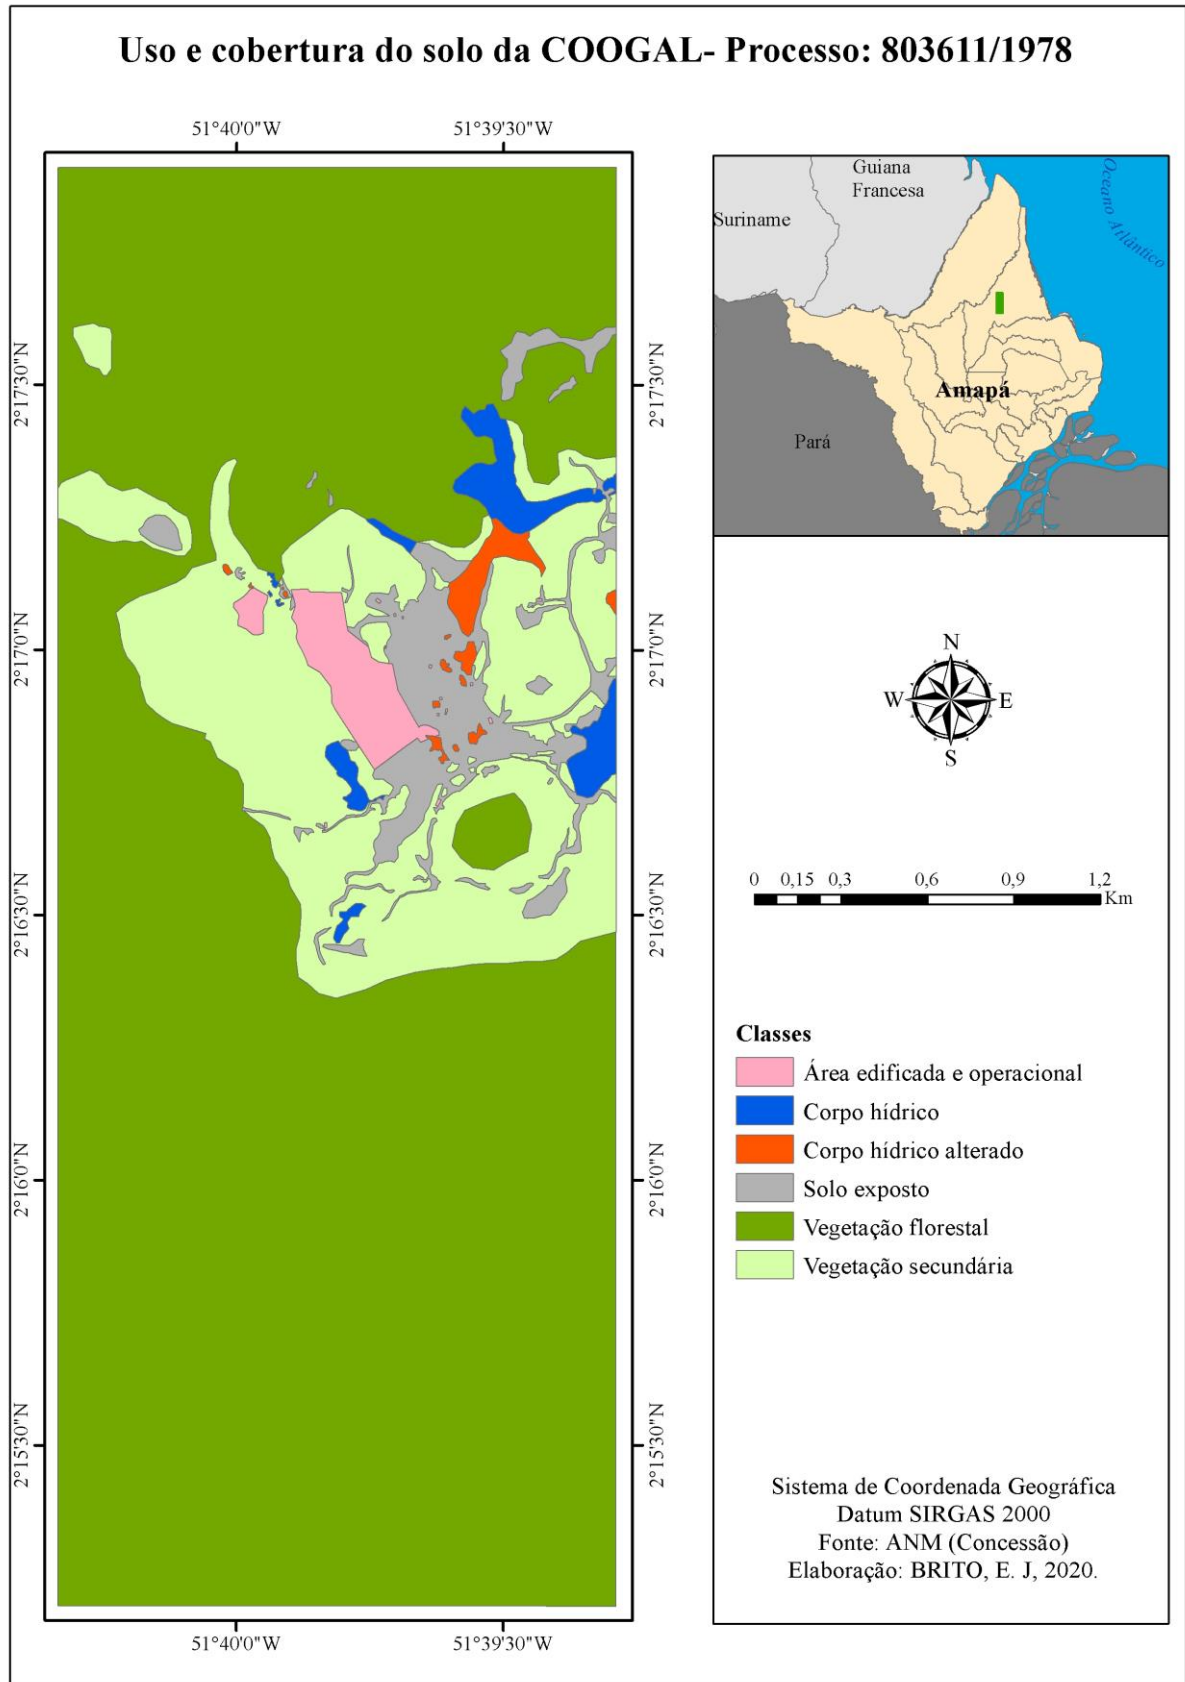 Uso e cobertura do solo da COOGAL- Processo: 803611/1978
51°40'0"W
51°39'30"W
2°17'30"N
2°17'0"N
2°16'30"N
2°16'0"N
2°15'30"N
2°17'30"N
2°17'0"N
2°16'30"N
2°16'0"N
2°15'30"N
51°40'0"W
51°39'30"W
Guiana
Francesa
Suriname
Oceano Atlântico
Amapá
Pará
N
W
E
S
0 0,15 0,3 0,6 0,9 1,2
Km
Classes
Área edificada e operacional
Corpo hídrico
Corpo hídrico alterado
Solo exposto
Vegetação florestal
Vegetação secundária
Sistema de Coordenada Geográfica
Datum SIRGAS 2000
Fonte: ANM (Concessão)
Elaboração: BRITO, E. J, 2020.